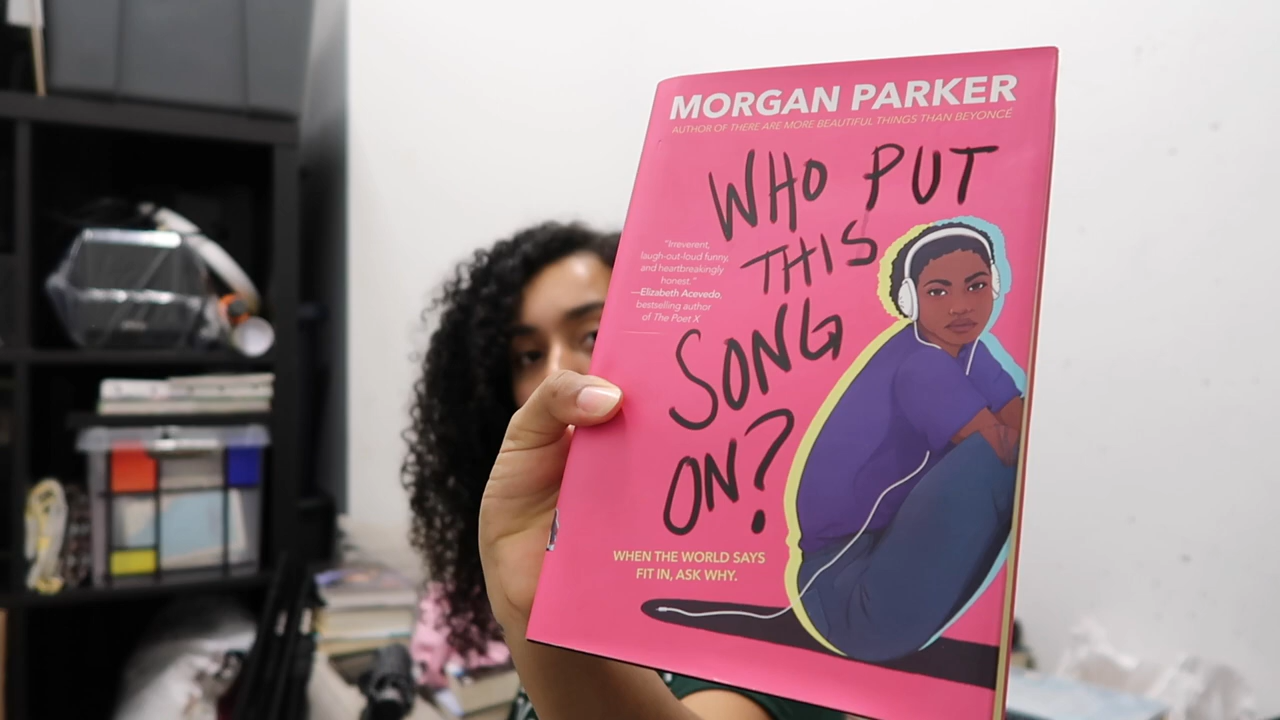 MORGAN PARKER
AUTHOR OF THERE ARE MORE BEAUTIFUL THINGS THAN BEYONCÉ
WHO PUT
THIS
SONG
ON?
"Irreverent,
laugh-out-loud funny,
and heartbreakingly
honest."
—Elizabeth Acevedo,
bestselling author
of The Poet X
WHEN THE WORLD SAYS
FIT IN, ASK WHY.